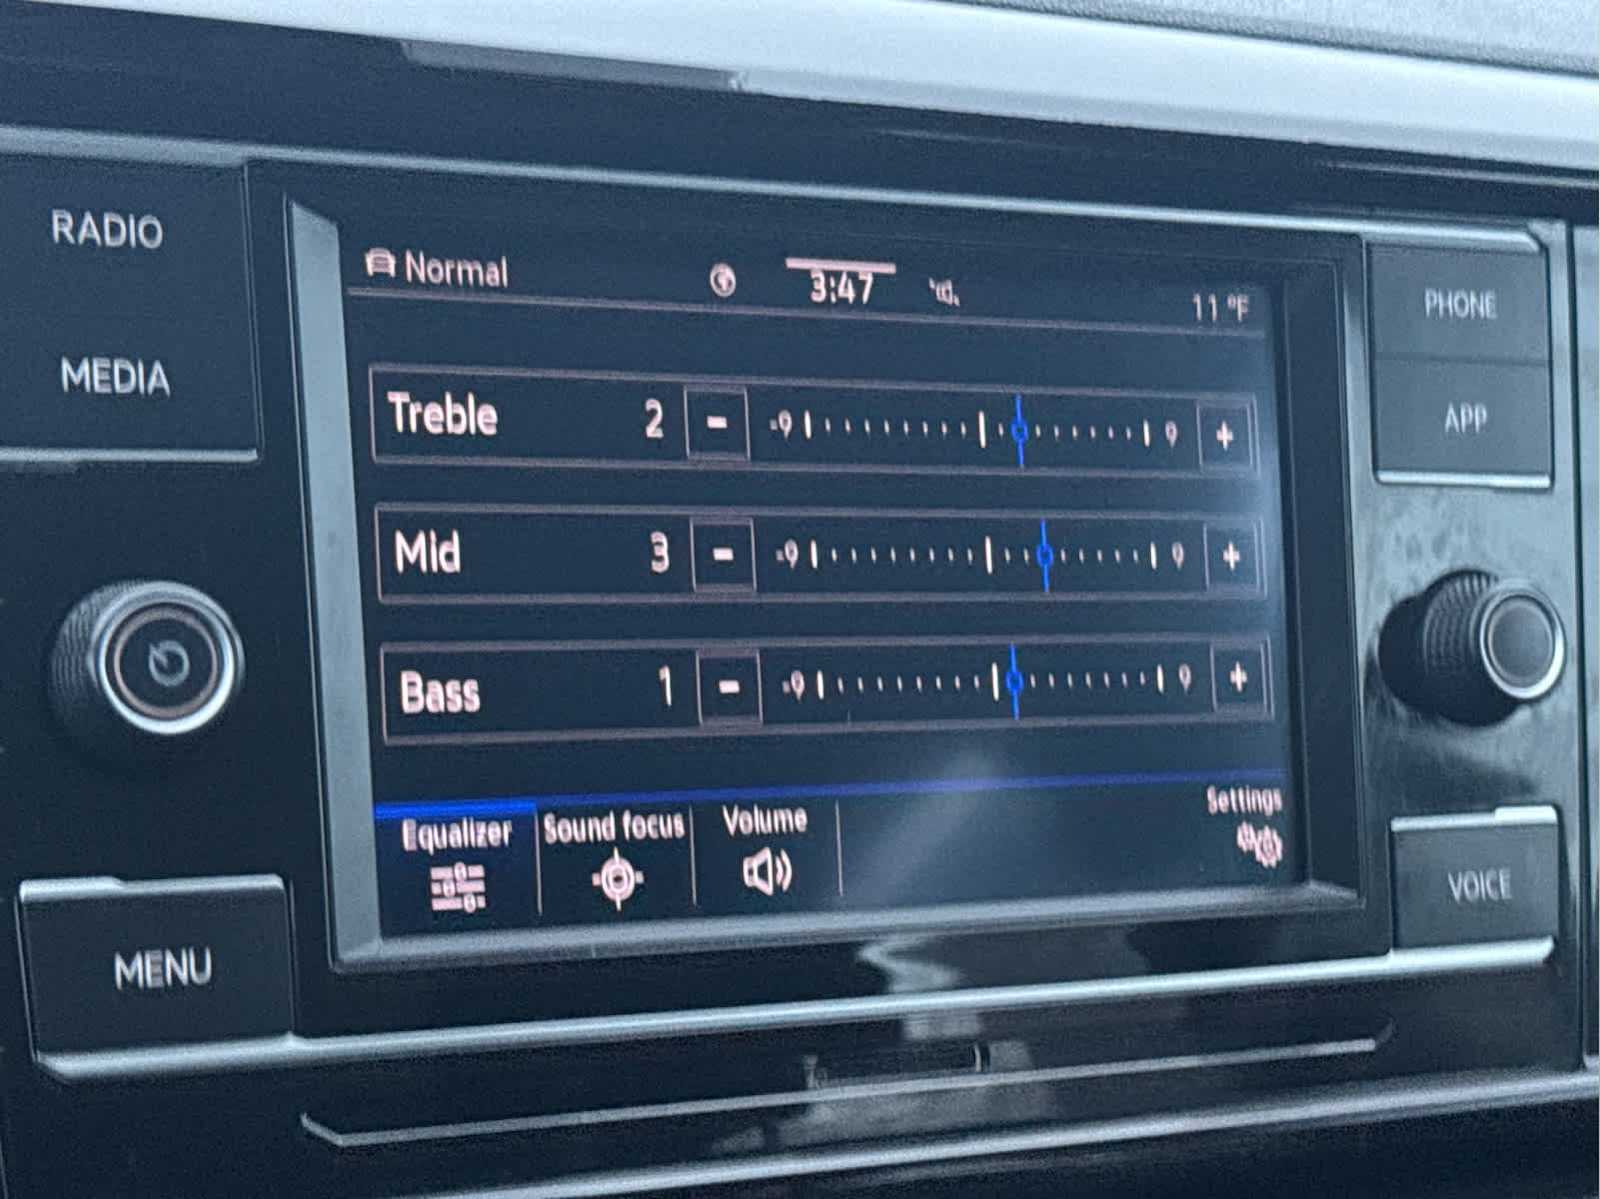 RADIO
MEDIA
MENU
Normal 3:47 11 °F
Treble 2 - -9 9 +
Mid 3 - -9 9 +
Bass 1 - -9 9 +
Equalizer Sound focus Volume Settings
PHONE
APP
VOICE